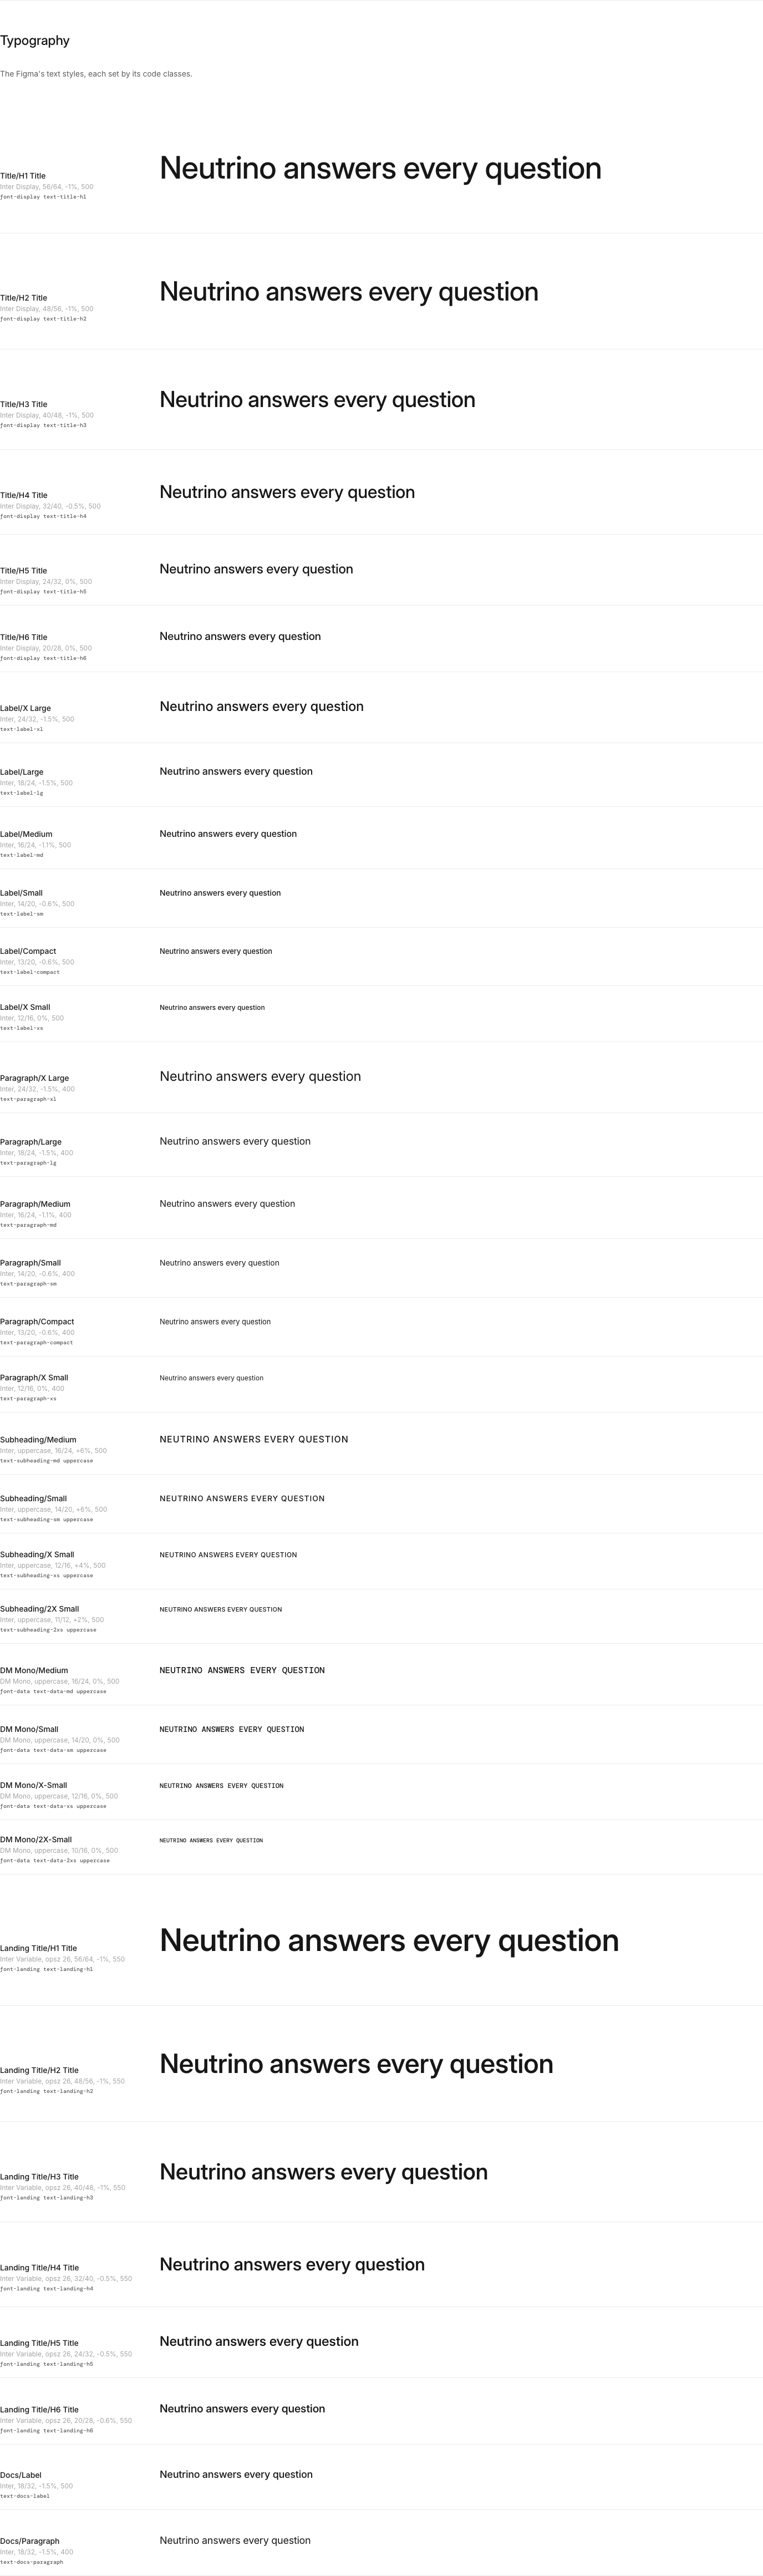 Typography
The Figma's text styles, each set by its code classes.
Neutrino answers every question
Title/H1 Title
Inter Display, 56/64, -1%, 500
font-display text-title-h1
Neutrino answers every question
Title/H2 Title
Inter Display, 48/56, -1%, 500
font-display text-title-h2
Neutrino answers every question
Title/H3 Title
Inter Display, 40/48, -1%, 500
font-display text-title-h3
Neutrino answers every question
Title/H4 Title
Inter Display, 32/40, -0.5%, 500
font-display text-title-h4
Neutrino answers every question
Title/H5 Title
Inter Display, 24/32, 0%, 500
font-display text-title-h5
Neutrino answers every question
Title/H6 Title
Inter Display, 20/28, 0%, 500
font-display text-title-h6
Neutrino answers every question
Label/X Large
Inter, 24/32, -1.5%, 500
text-label-xl
Neutrino answers every question
Label/Large
Inter, 18/24, -1.5%, 500
text-label-lg
Neutrino answers every question
Label/Medium
Inter, 16/24, -1.1%, 500
text-label-md
Neutrino answers every question
Label/Small
Inter, 14/20, -0.6%, 500
text-label-sm
Neutrino answers every question
Label/Compact
Inter, 13/20, -0.6%, 500
text-label-compact
Neutrino answers every question
Label/X Small
Inter, 12/16, 0%, 500
text-label-xs
Neutrino answers every question
Paragraph/X Large
Inter, 24/32, -1.5%, 400
text-paragraph-xl
Neutrino answers every question
Paragraph/Large
Inter, 18/24, -1.5%, 400
text-paragraph-lg
Neutrino answers every question
Paragraph/Medium
Inter, 16/24, -1.1%, 400
text-paragraph-md
Neutrino answers every question
Paragraph/Small
Inter, 14/20, -0.6%, 400
text-paragraph-sm
Neutrino answers every question
Paragraph/Compact
Inter, 13/20, -0.6%, 400
text-paragraph-compact
Neutrino answers every question
Paragraph/X Small
Inter, 12/16, 0%, 400
text-paragraph-xs
NEUTRINO ANSWERS EVERY QUESTION
Subheading/Medium
Inter, uppercase, 16/24, +6%, 500
text-subheading-md uppercase
NEUTRINO ANSWERS EVERY QUESTION
Subheading/Small
Inter, uppercase, 14/20, +6%, 500
text-subheading-sm uppercase
NEUTRINO ANSWERS EVERY QUESTION
Subheading/X Small
Inter, uppercase, 12/16, +4%, 500
text-subheading-xs uppercase
NEUTRINO ANSWERS EVERY QUESTION
Subheading/2X Small
Inter, uppercase, 11/12, +2%, 500
text-subheading-2xs uppercase
NEUTRINO ANSWERS EVERY QUESTION
DM Mono/Medium
DM Mono, uppercase, 16/24, 0%, 500
font-data text-data-md uppercase
NEUTRINO ANSWERS EVERY QUESTION
DM Mono/Small
DM Mono, uppercase, 14/20, 0%, 500
font-data text-data-sm uppercase
NEUTRINO ANSWERS EVERY QUESTION
DM Mono/X-Small
DM Mono, uppercase, 12/16, 0%, 500
font-data text-data-xs uppercase
NEUTRINO ANSWERS EVERY QUESTION
DM Mono/2X-Small
DM Mono, uppercase, 10/16, 0%, 500
font-data text-data-2xs uppercase
Neutrino answers every question
Landing Title/H1 Title
Inter Variable, opsz 26, 56/64, -1%, 550
font-landing text-landing-h1
Neutrino answers every question
Landing Title/H2 Title
Inter Variable, opsz 26, 48/56, -1%, 550
font-landing text-landing-h2
Neutrino answers every question
Landing Title/H3 Title
Inter Variable, opsz 26, 40/48, -1%, 550
font-landing text-landing-h3
Neutrino answers every question
Landing Title/H4 Title
Inter Variable, opsz 26, 32/40, -0.5%, 550
font-landing text-landing-h4
Neutrino answers every question
Landing Title/H5 Title
Inter Variable, opsz 26, 24/32, -0.5%, 550
font-landing text-landing-h5
Neutrino answers every question
Landing Title/H6 Title
Inter Variable, opsz 26, 20/28, -0.6%, 550
font-landing text-landing-h6
Neutrino answers every question
Docs/Label
Inter, 18/32, -1.5%, 500
text-docs-label
Neutrino answers every question
Docs/Paragraph
Inter, 18/32, -1.5%, 400
text-docs-paragraph